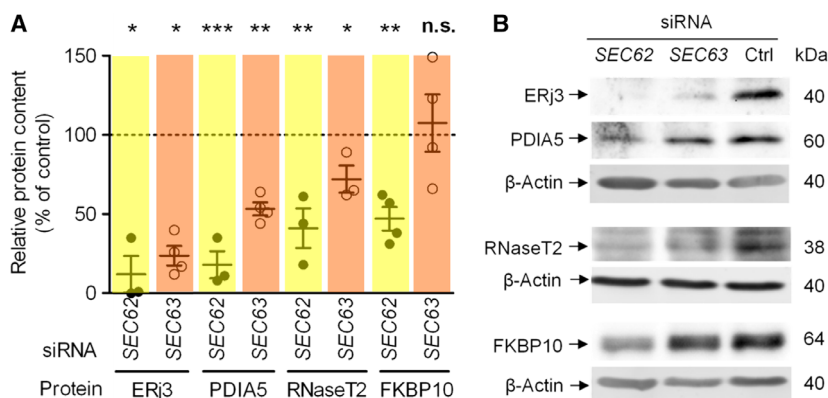 A
* * *** ** ** * ** n.s.
Relative protein content
(% of control)
150
100
50
0
siRNA
SEC62 SEC63 SEC62 SEC63 SEC62 SEC63 SEC62 SEC63
Protein
ERj3 PDIA5 RNaseT2 FKBP10
B
siRNA
SEC62 SEC63 Ctrl kDa
ERj3 40
PDIA5 60
β-Actin 40
RNaseT2 38
β-Actin 40
FKBP10 64
β-Actin 40